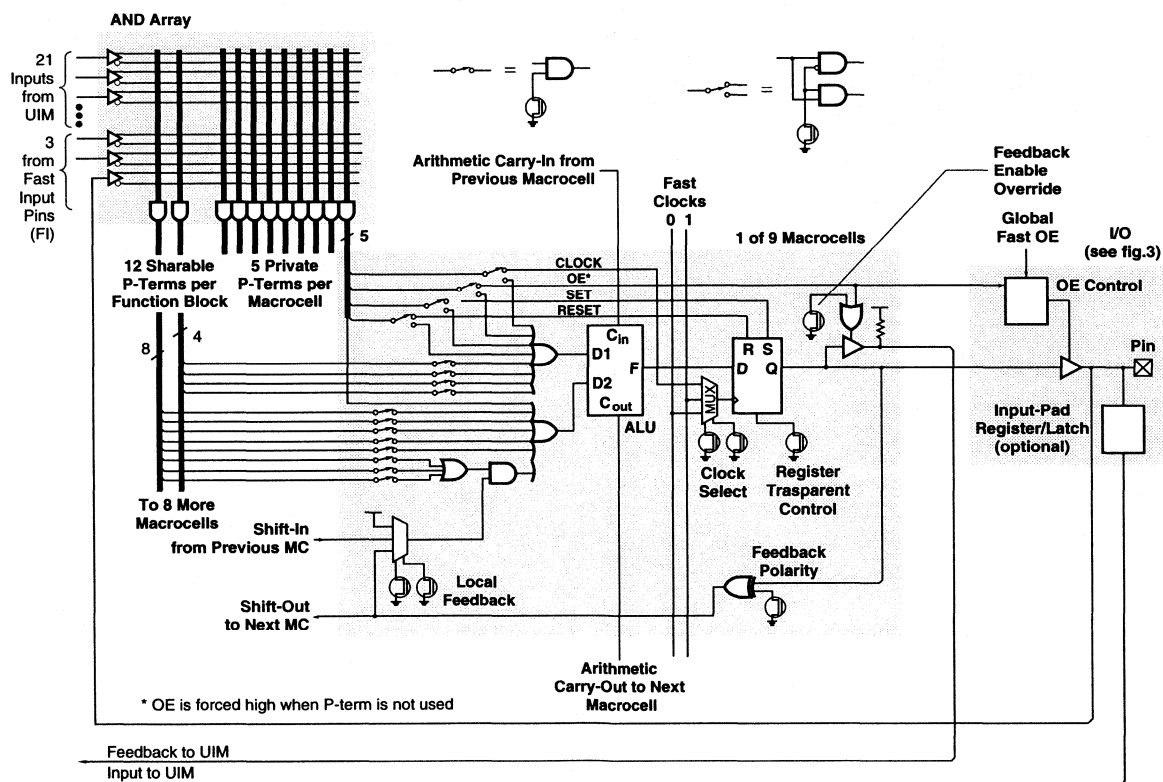 AND Array
21
Inputs
from
UIM
3
from
Fast
Input
Pins
(FI)
=
=
Arithmetic Carry-In from
Previous Macrocell
Fast
Clocks
0 1
Feedback
Enable
Override
Global
Fast OE
I/O
(see fig.3)
1 of 9 Macrocells
5
12 Sharable
P-Terms per
Function Block
5 Private
P-Terms per
Macrocell
CLOCK
OE*
SET
RESET
OE Control
8
4
C in
D1
D2
F
C out
ALU
MUX
R S
D Q
Pin
Input-Pad
Register/Latch
(optional)
Clock
Select
Register
Trasparent
Control
To 8 More
Macrocells
Shift-In
from Previous MC
Local
Feedback
Feedback
Polarity
Shift-Out
to Next MC
Arithmetic
Carry-Out to Next
Macrocell
* OE is forced high when P-term is not used
Feedback to UIM
Input to UIM